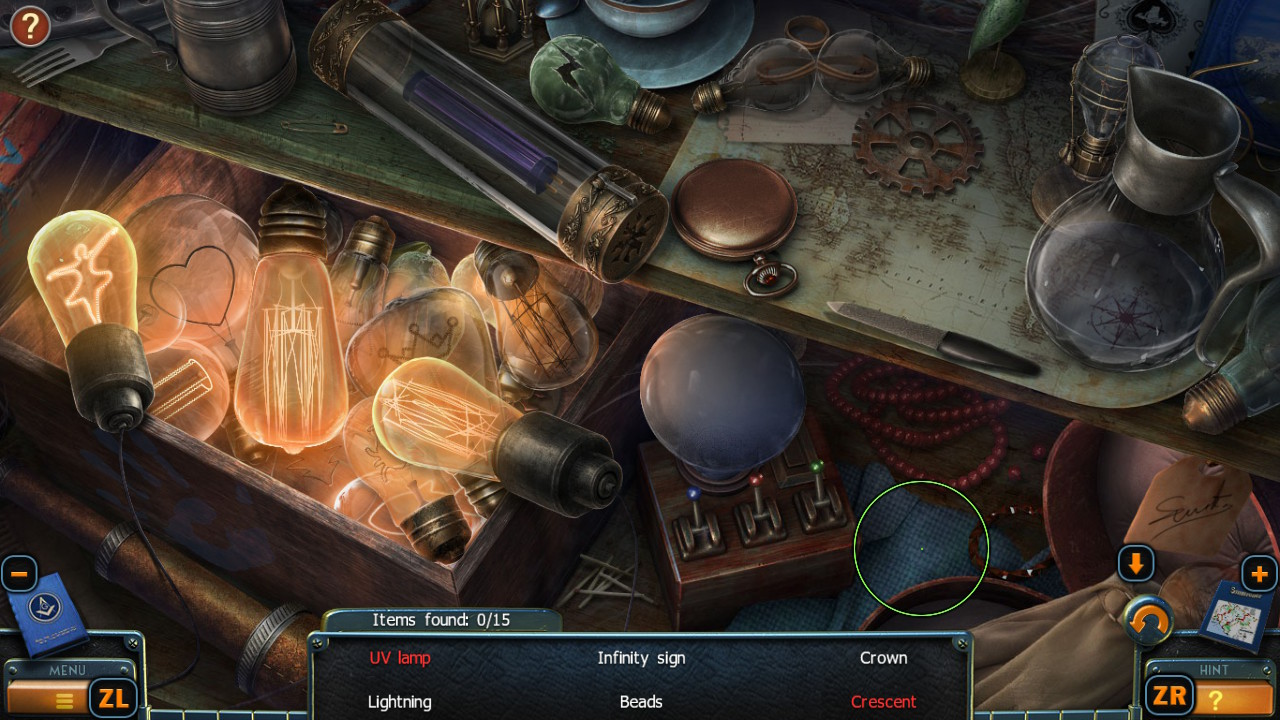 ?
Items found: 0/15
UV lamp
Infinity sign
Crown
Lightning
Beads
Crescent
MENU
ZL
HINT
ZR
?
−
+